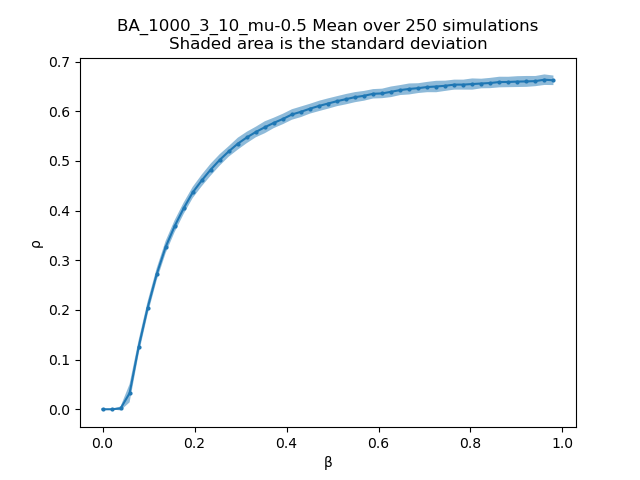 BA_1000_3_10_mu-0.5 Mean over 250 simulations
Shaded area is the standard deviation
0.7
0.6
0.5
0.4
0.3
0.2
0.1
0.0
ρ
0.0 0.2 0.4 0.6 0.8 1.0
β